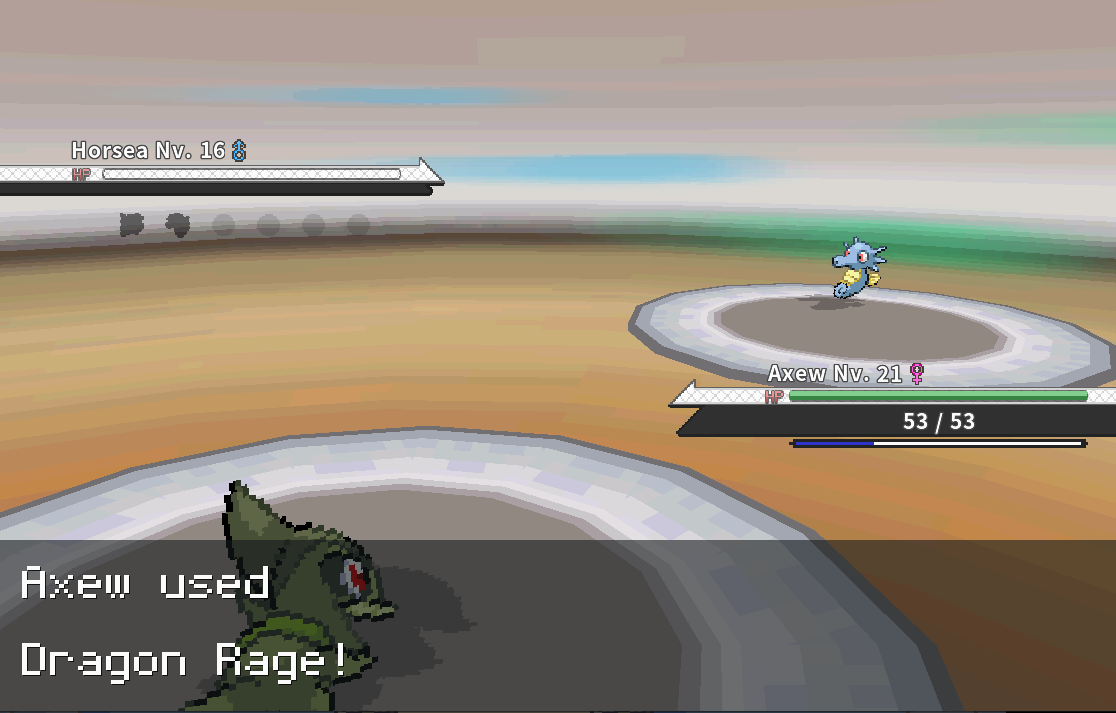 Horsea Nv. 16 ♂
HP
Axew Nv. 21 ♀
HP
53 / 53
Axew used
Dragon Rage!